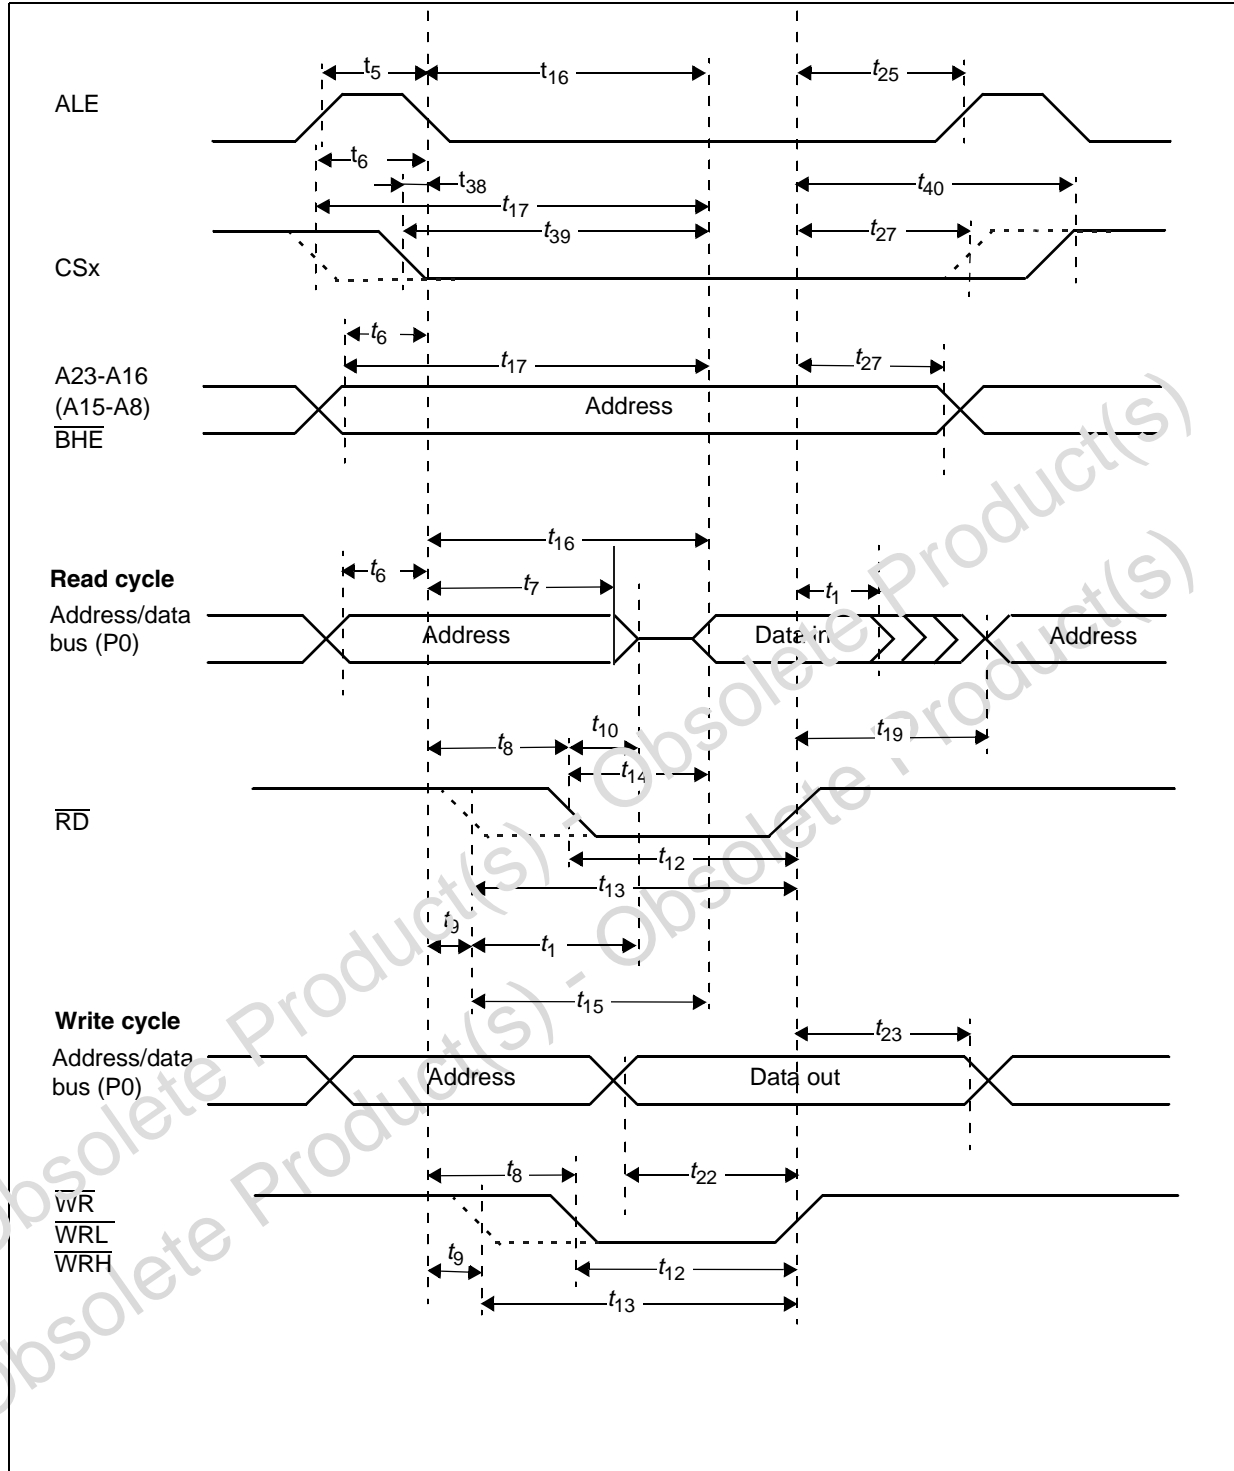 t5 t16 t25
ALE
t6
t38 t40
t17
t39 t27
CSx
t6
t17 t27
A23-A16
(A15-A8) Address
BHE
t16
Read cycle t6 t7 t1
Address/data
bus (P0) Address Data in Address
t10
t8 t19
t14
RD
t12
t13
t9 t1
t15
Write cycle
t23
Address/data
bus (P0) Address Data out
t8 t22
WR
WRL
WRH t9 t12
t13
Obsolete Product(s) - Obsolete Product(s)
Obsolete Product(s) - Obsolete Product(s)